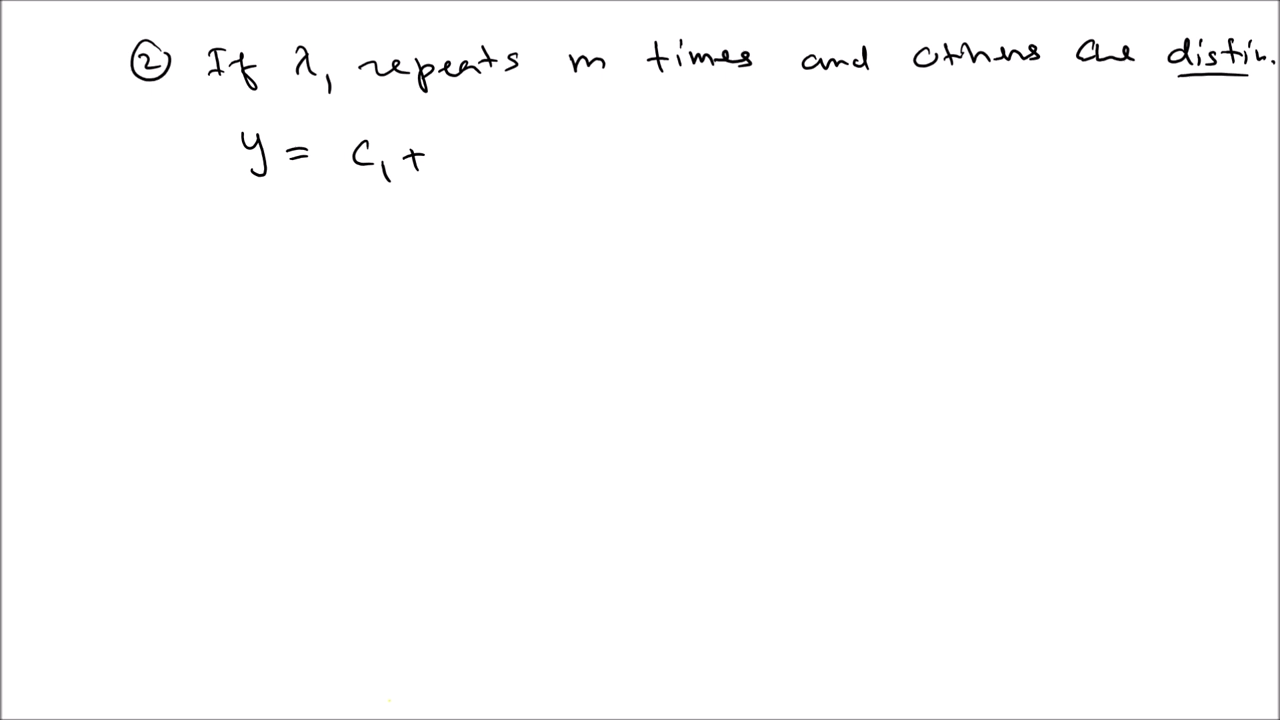 ② If λ₁ repeats m times and others are distin.
y = c₁ +